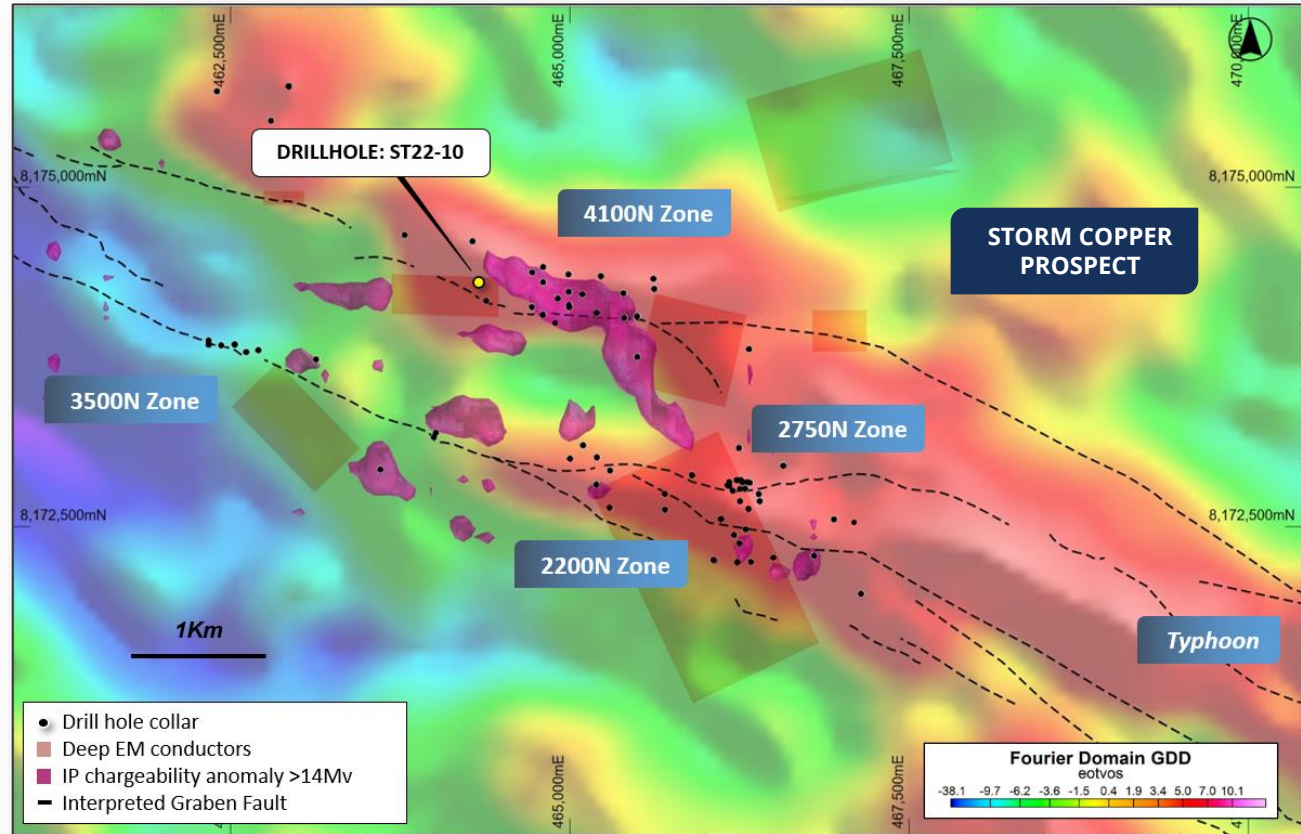 462,500mE
465,000mE
467,500mE
470,000mE
DRILLHOLE: ST22-10
8,175,000mN
8,175,000mN
4100N Zone
STORM COPPER
PROSPECT
3500N Zone
2750N Zone
8,172,500mN
8,172,500mN
2200N Zone
1Km
Typhoon
Drill hole collar
Deep EM conductors
IP chargeability anomaly >14Mv
Interpreted Graben Fault
465,000mE
467,500mE
Fourier Domain GDD
eotvos
-38.1 -9.7 -6.2 -3.6 -1.5 0.4 1.9 3.4 5.0 7.0 10.1